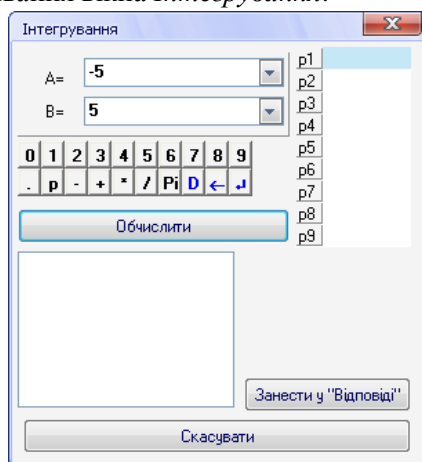 Інтегрування.
Інтегрування
A= -5
B= 5
p1
p2
p3
p4
p5
p6
p7
p8
p9
0 1 2 3 4 5 6 7 8 9
. p - + * / Pi D ← ↲
Обчислити
Занести у "Відповіді"
Скасувати